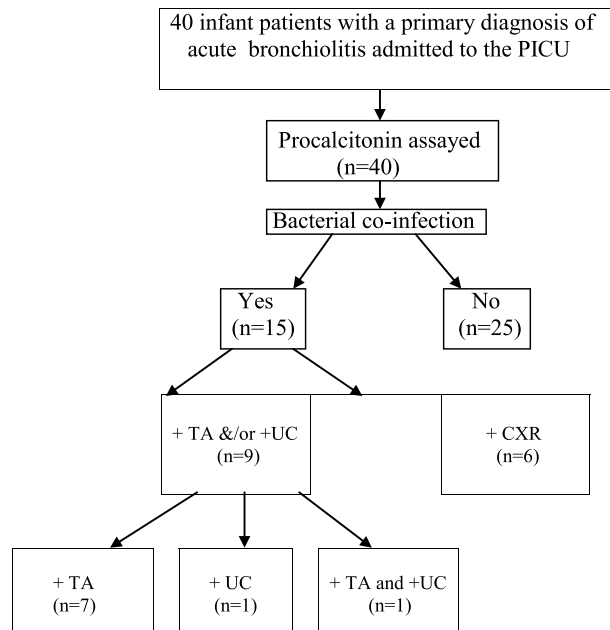 40 infant patients with a primary diagnosis of
acute bronchiolitis admitted to the PICU
Procalcitonin assayed
(n=40)
Bacterial co-infection
Yes
(n=15)
No
(n=25)
+ TA &/or +UC
(n=9)
+ CXR
(n=6)
+ TA
(n=7)
+ UC
(n=1)
+ TA and +UC
(n=1)